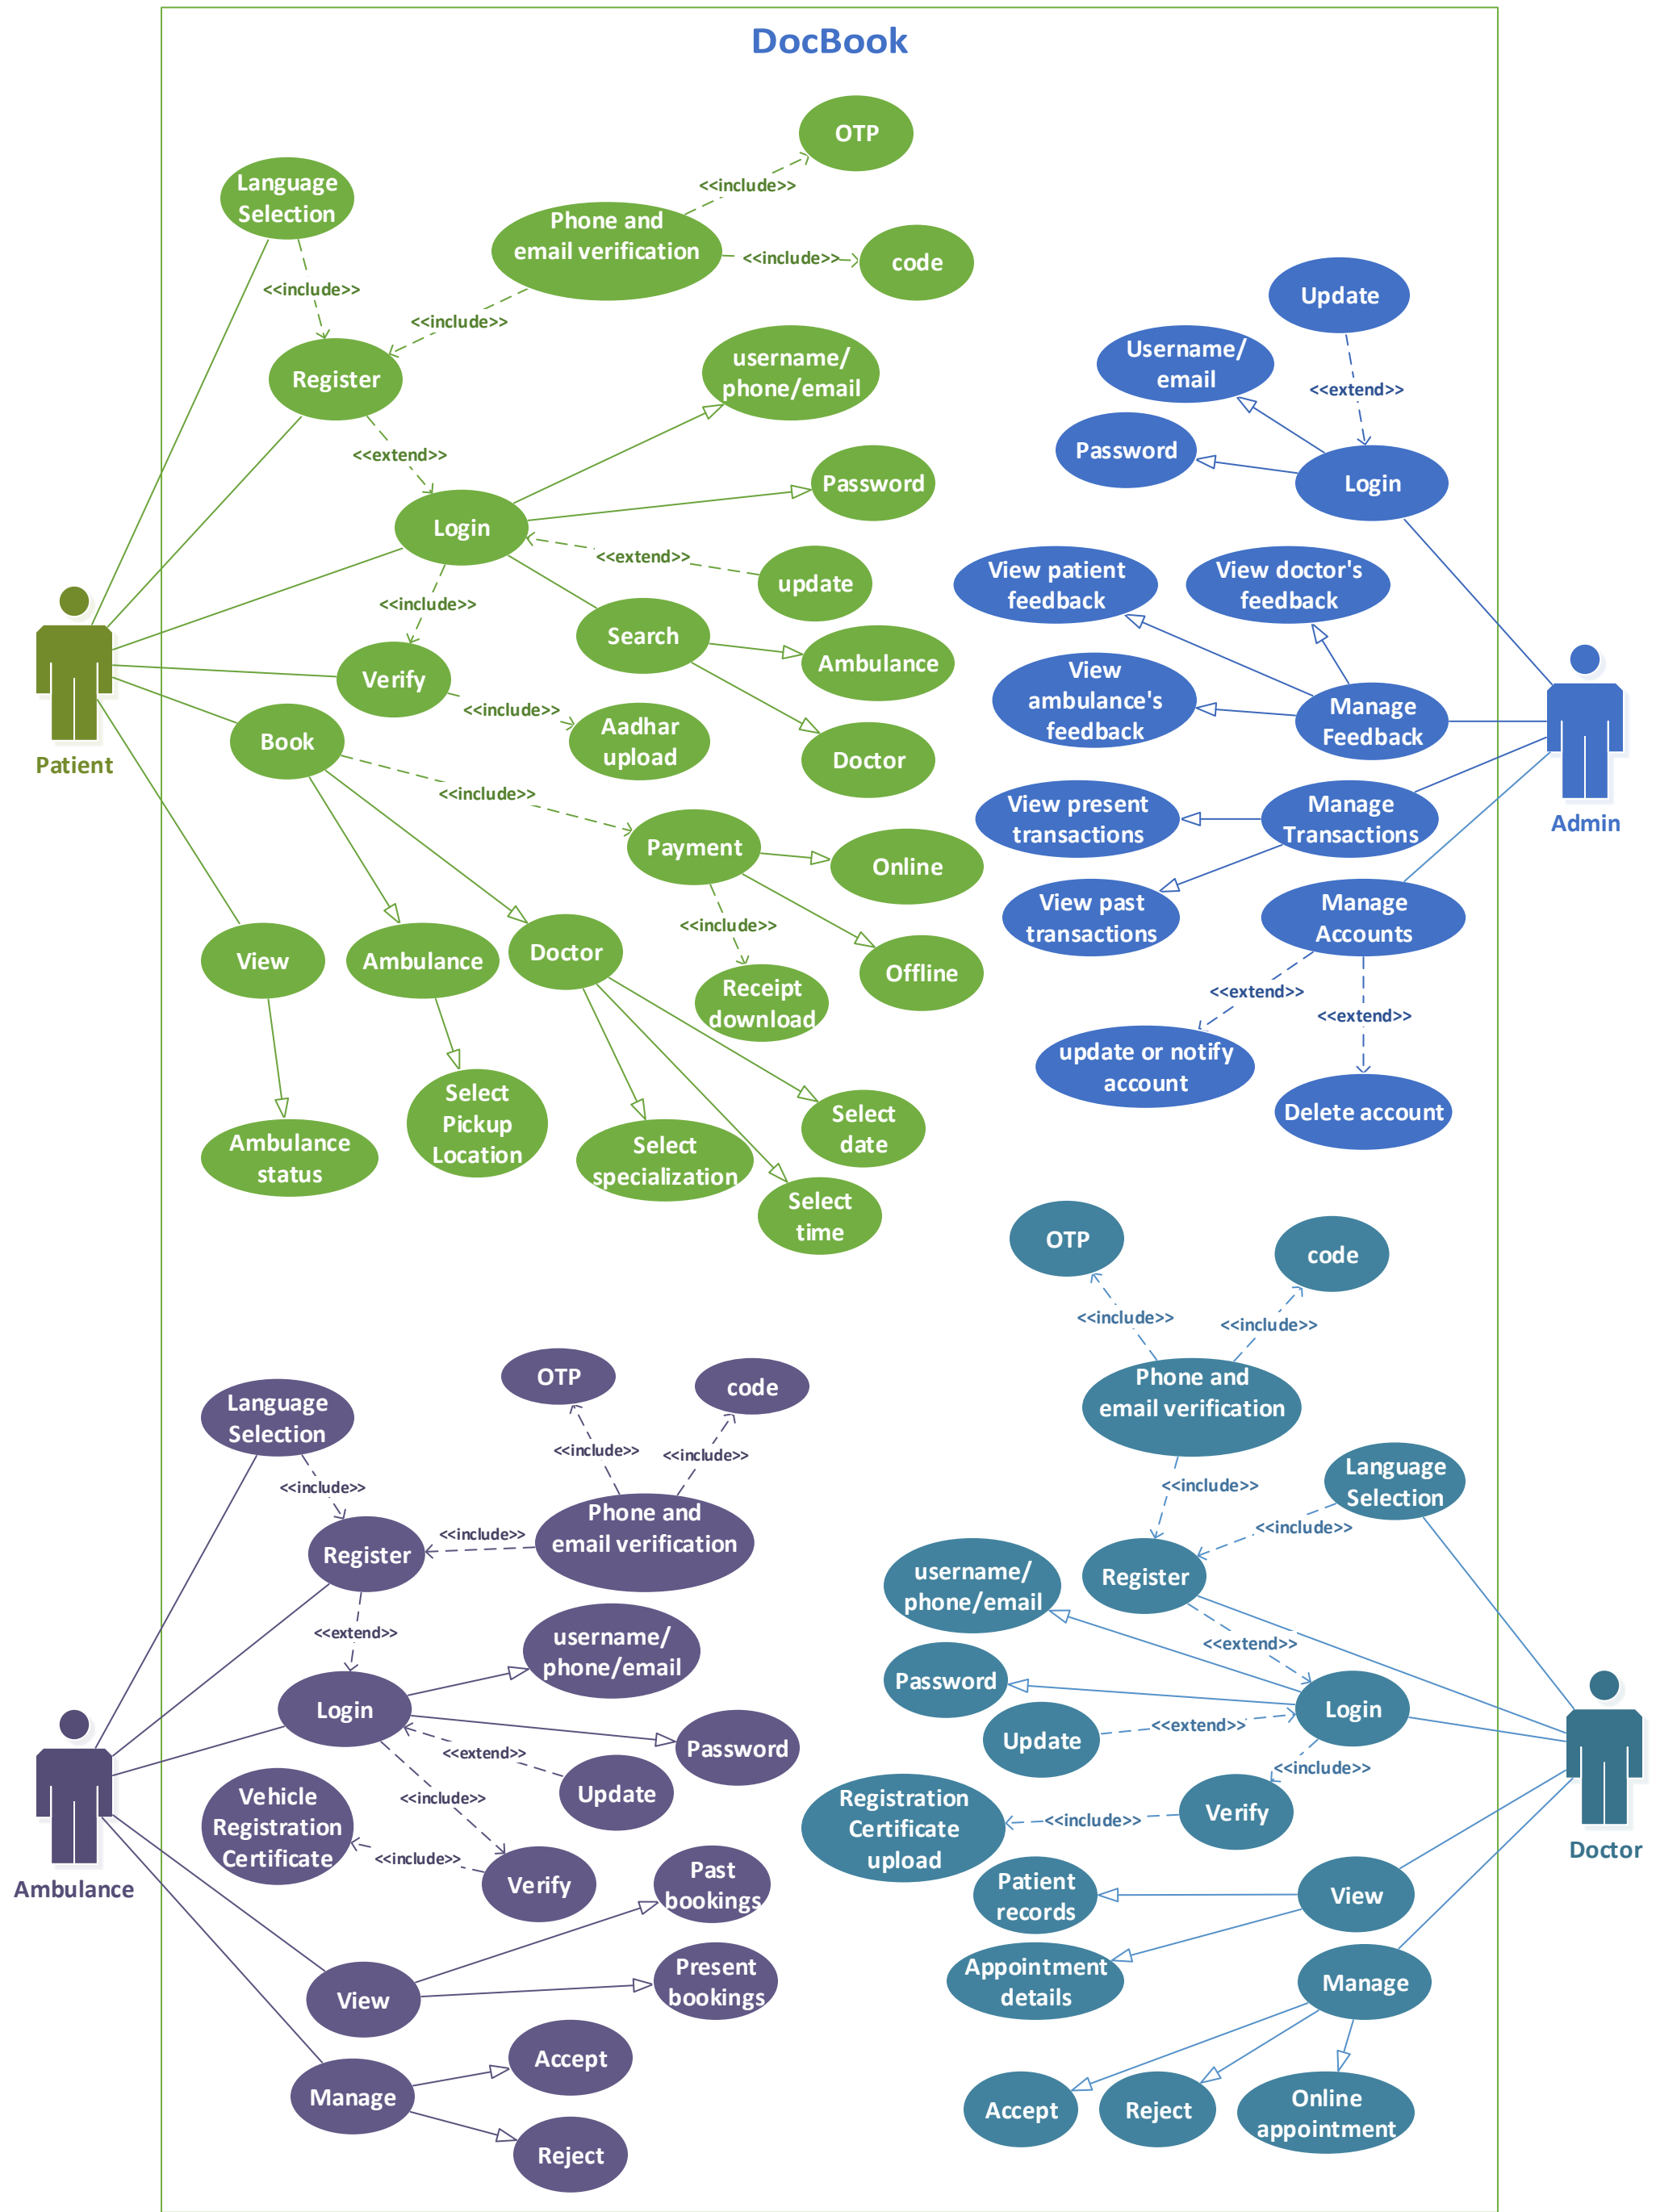 DocBook
OTP
<<include>>
Language
Selection
Phone and
email verification
<<include>>
code
<<include>>
<<include>>
Register
username/
phone/email
<<extend>>
Password
Login
<<extend>>
update
<<include>>
Search
Ambulance
Verify
<<include>>
Aadhar
upload
Doctor
Patient
Book
<<include>>
Payment
Online
<<include>>
View
Ambulance
Doctor
Offline
Receipt
download
Select
Pickup
Location
Select
date
Ambulance
status
Select
specialization
Select
time
Update
Username/
email
<<extend>>
Password
Login
View patient
feedback
View doctor's
feedback
View
ambulance's
feedback
Manage
Feedback
Admin
View present
transactions
Manage
Transactions
View past
transactions
Manage
Accounts
<<extend>>
<<extend>>
update or notify
account
Delete account
OTP
code
<<include>>
<<include>>
Language
Selection
<<include>>
Phone and
email verification
<<include>>
Register
<<extend>>
username/
phone/email
Login
Password
<<extend>>
Update
<<include>>
Vehicle
Registration
Certificate
<<include>>
Verify
Ambulance
Past
bookings
Present
bookings
View
Accept
Manage
Reject
OTP
code
<<include>>
<<include>>
Phone and
email verification
<<include>>
Language
Selection
<<include>>
Register
username/
phone/email
<<extend>>
Password
Login
Update
<<extend>>
<<include>>
Registration
Certificate
upload
<<include>>
Verify
Doctor
Patient
records
View
Appointment
details
Manage
Accept
Reject
Online
appointment